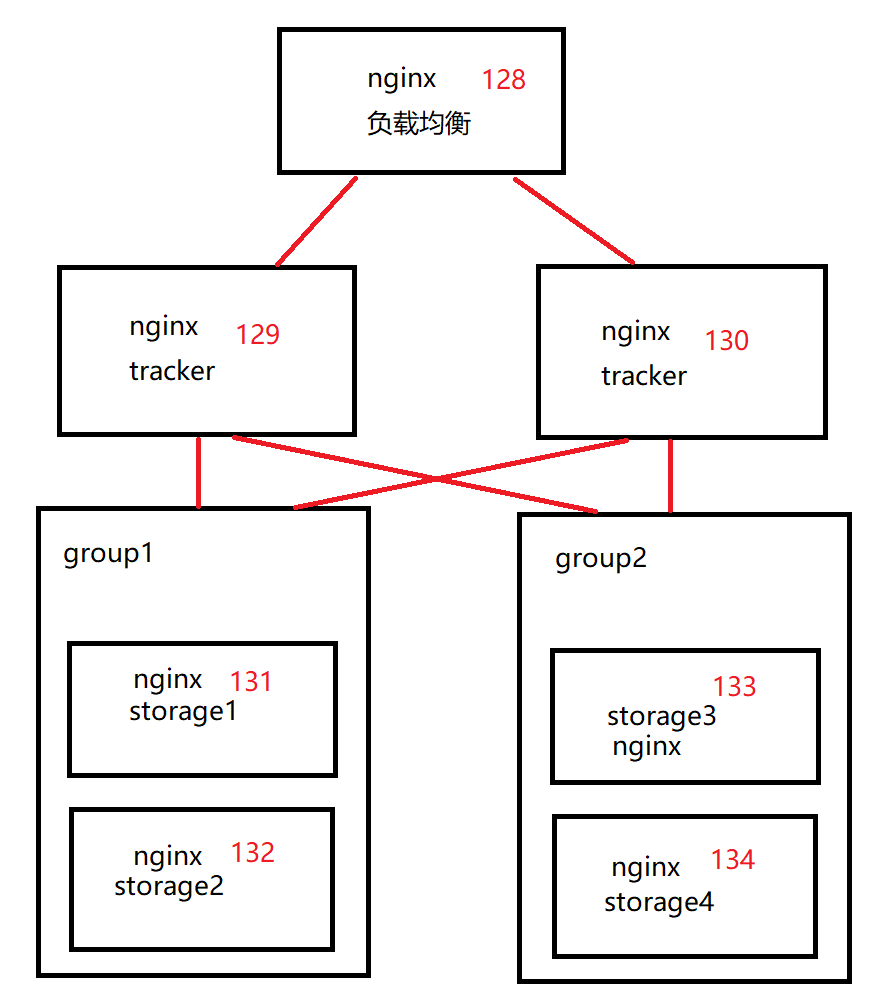 nginx 128
负载均衡
nginx 129
tracker
nginx 130
tracker
group1
nginx 131
storage1
nginx 132
storage2
group2
133
storage3
nginx
nginx 134
storage4